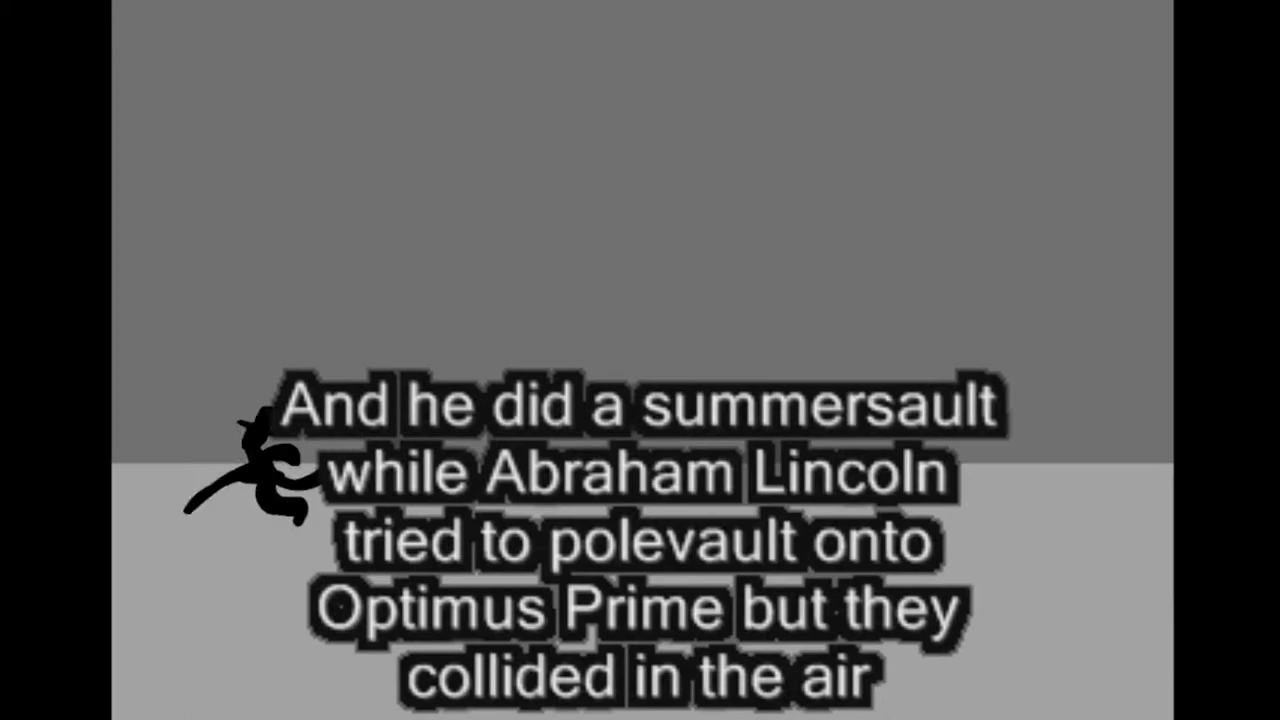 And he did a summersault
while Abraham Lincoln
tried to polevault onto
Optimus Prime but they
collided in the air